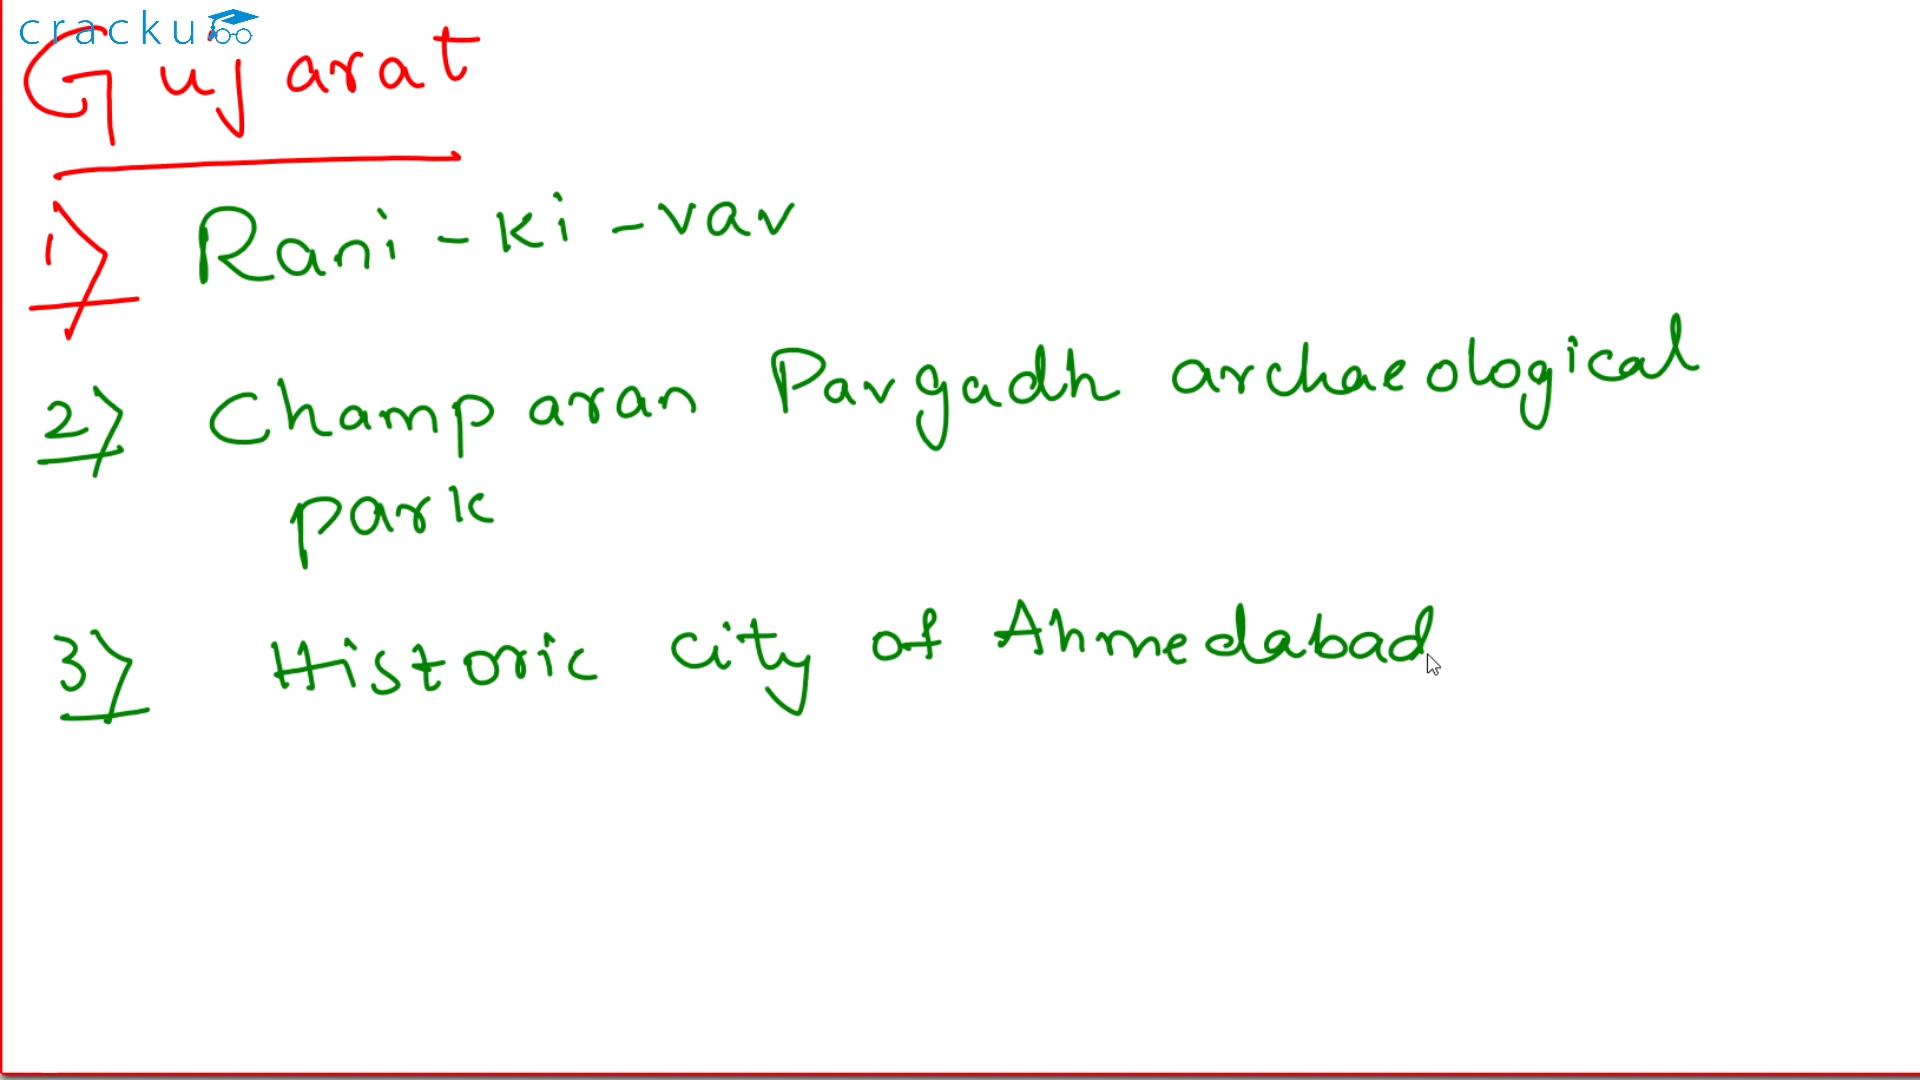 cracku
Gujarat
1) Rani-ki-vav
2) Champaran Pavgadh archaeological
park
3) Historic city of Ahmedabad